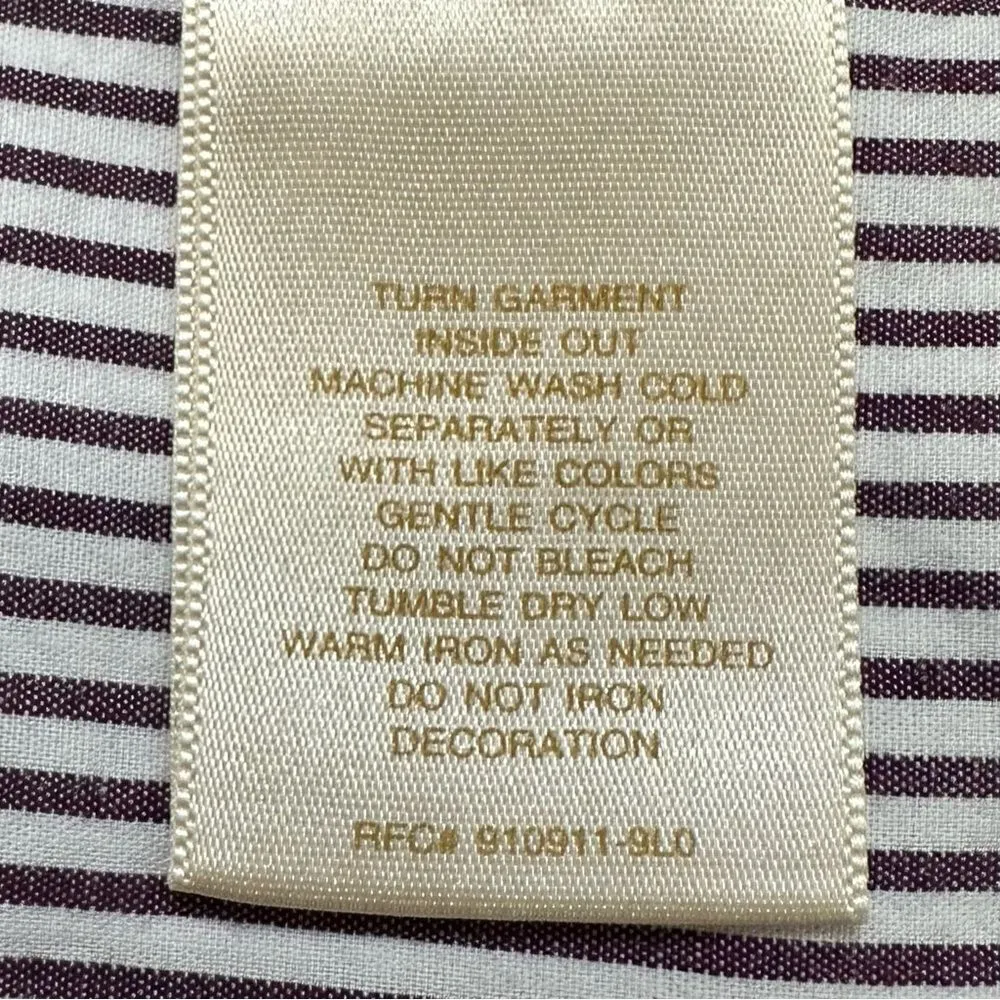 TURN GARMENT
INSIDE OUT
MACHINE WASH COLD
SEPARATELY OR
WITH LIKE COLORS
GENTLE CYCLE
DO NOT BLEACH
TUMBLE DRY LOW
WARM IRON AS NEEDED
DO NOT IRON
DECORATION
RFC# 910911-9L0